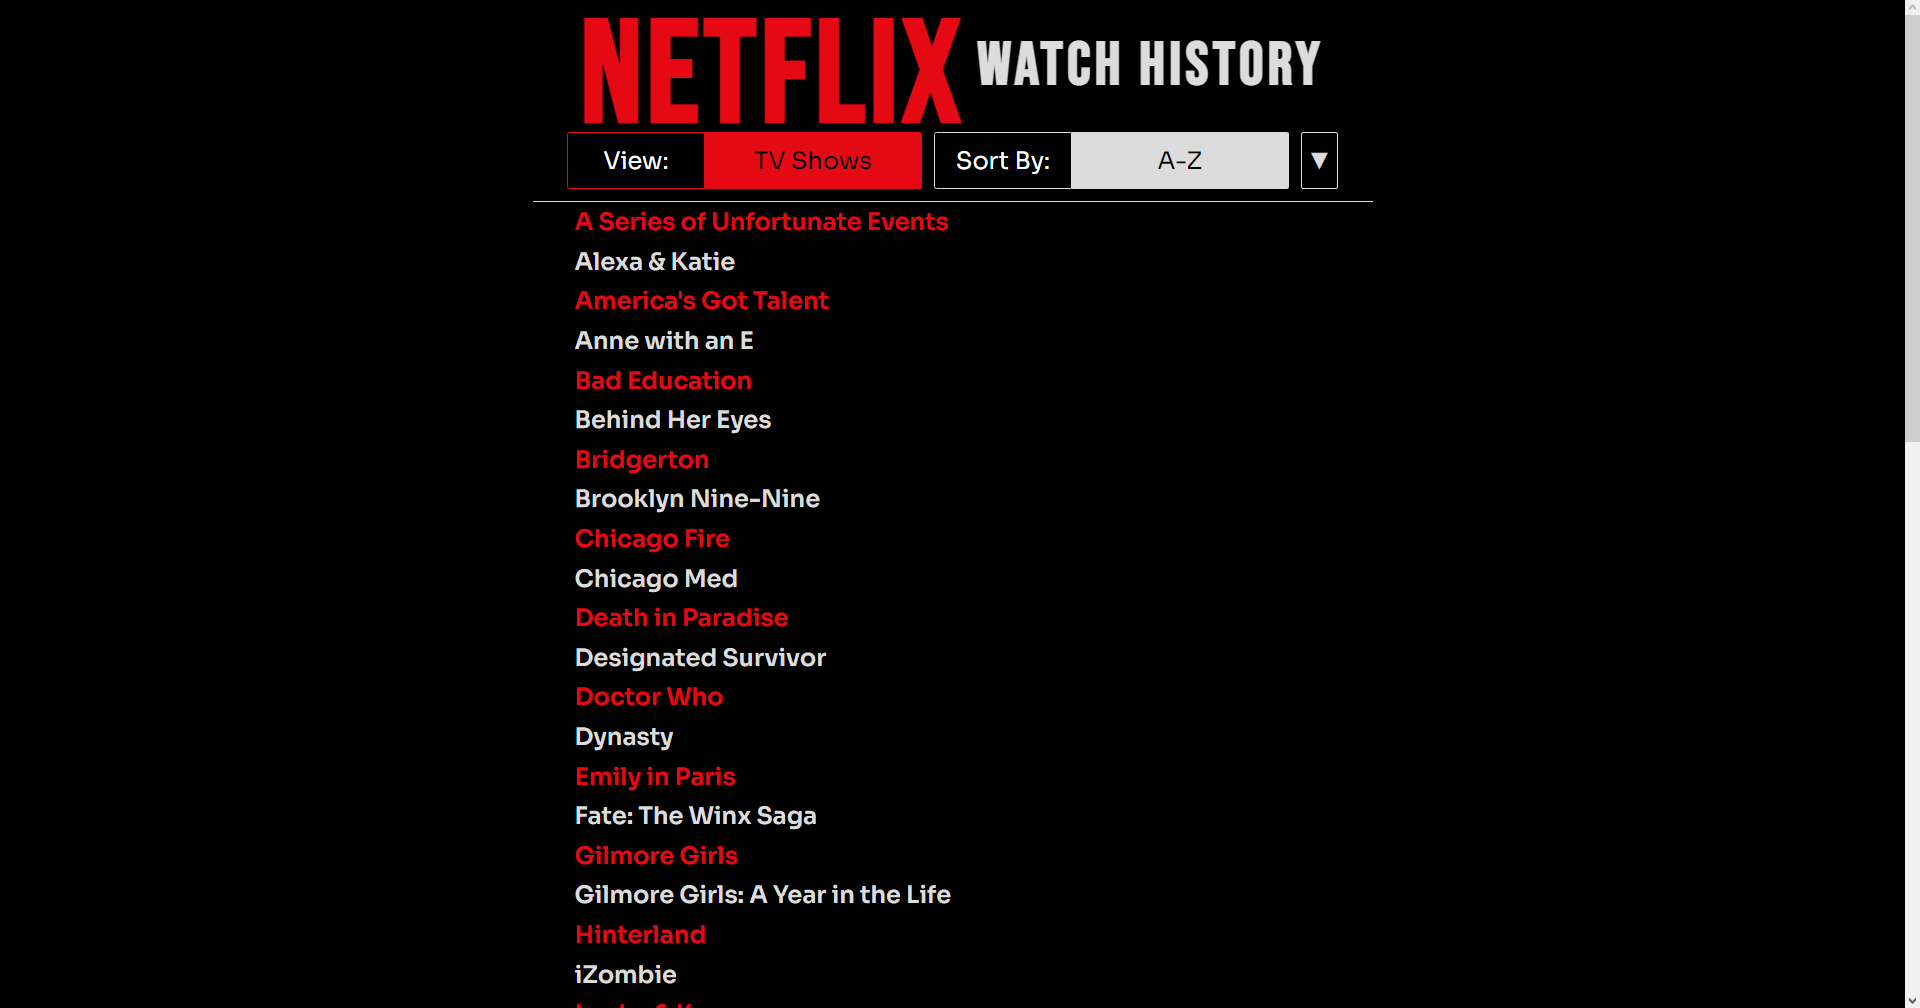 NETFLIX WATCH HISTORY
View: TV Shows Sort By: A-Z ▼
A Series of Unfortunate Events
Alexa & Katie
America's Got Talent
Anne with an E
Bad Education
Behind Her Eyes
Bridgerton
Brooklyn Nine-Nine
Chicago Fire
Chicago Med
Death in Paradise
Designated Survivor
Doctor Who
Dynasty
Emily in Paris
Fate: The Winx Saga
Gilmore Girls
Gilmore Girls: A Year in the Life
Hinterland
iZombie